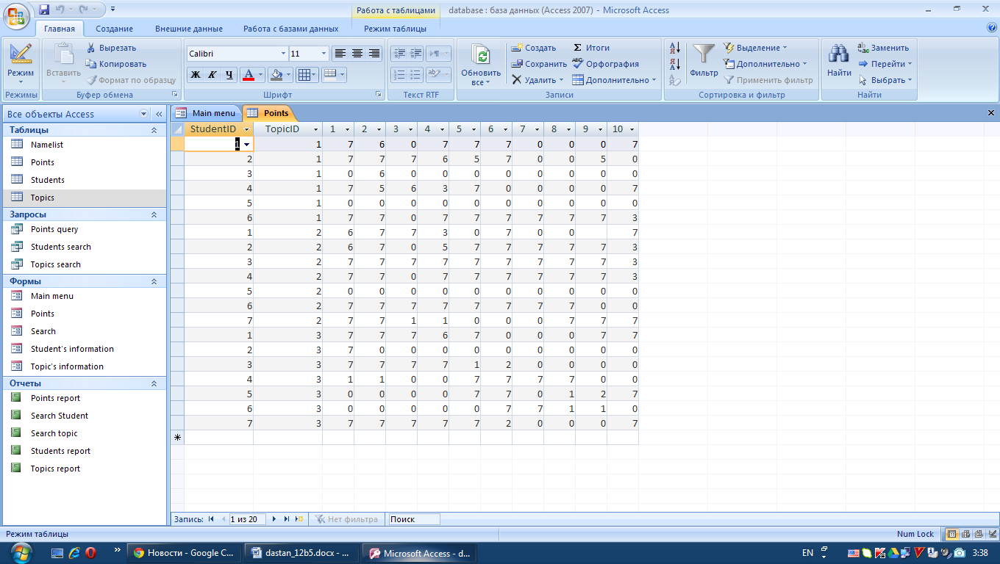 Работа с таблицами database : база данных (Access 2007) - Microsoft Access
Главная Создание Внешние данные Работа с базами данных Режим таблицы
Режим Вставить Вырезать Calibri 11 Обновить все Создать Итоги Фильтр Выделение Найти Заменить
Копировать Сохранить Орфография Дополнительно Перейти
Формат по образцу Ж К Ч А Удалить Дополнительно Применить фильтр Выбрать
Режимы Буфер обмена Шрифт Текст RTF Записи Сортировка и фильтр Найти
Все объекты Access «
Таблицы
Namelist
Points
Students
Topics
Запросы
Points query
Students search
Topics search
Формы
Main menu
Points
Search
Student's information
Topic's information
Отчеты
Points report
Search Student
Search topic
Students report
Topics report
Main menu Points
StudentID TopicID 1 2 3 4 5 6 7 8 9 10
1 1 7 6 0 7 7 7 0 0 0 7
2 1 7 7 7 6 5 7 0 0 5 0
3 1 0 6 0 0 0 0 0 0 0 0
4 1 7 5 6 3 7 0 0 0 0 7
5 1 0 0 0 0 0 0 0 0 0 0
6 1 7 7 0 7 7 7 7 7 7 3
1 2 6 7 7 3 0 7 0 0 7
2 2 6 7 0 5 7 7 7 7 7 3
3 2 7 7 7 7 7 7 7 7 7 3
4 2 7 7 0 7 7 7 7 7 7 3
5 2 0 0 0 0 0 0 0 0 0 0
6 2 7 7 7 7 7 7 7 7 0 0
7 2 7 7 1 1 0 0 0 7 7 7
1 3 7 7 7 6 7 0 0 0 7 7
2 3 7 0 0 0 0 0 0 0 0 0
3 3 7 7 7 7 1 2 0 0 0 0
4 3 1 1 0 0 7 7 7 7 0 0
5 3 0 0 0 0 7 7 0 1 2 7
6 3 0 0 0 0 0 7 7 1 1 0
7 3 7 7 7 7 7 2 0 0 0 7
Запись: 1 из 20 Нет фильтра Поиск
Режим таблицы Num Lock
» Новости - Google C... dastan_12b5.docx - ... Microsoft Access - d... EN 3:38